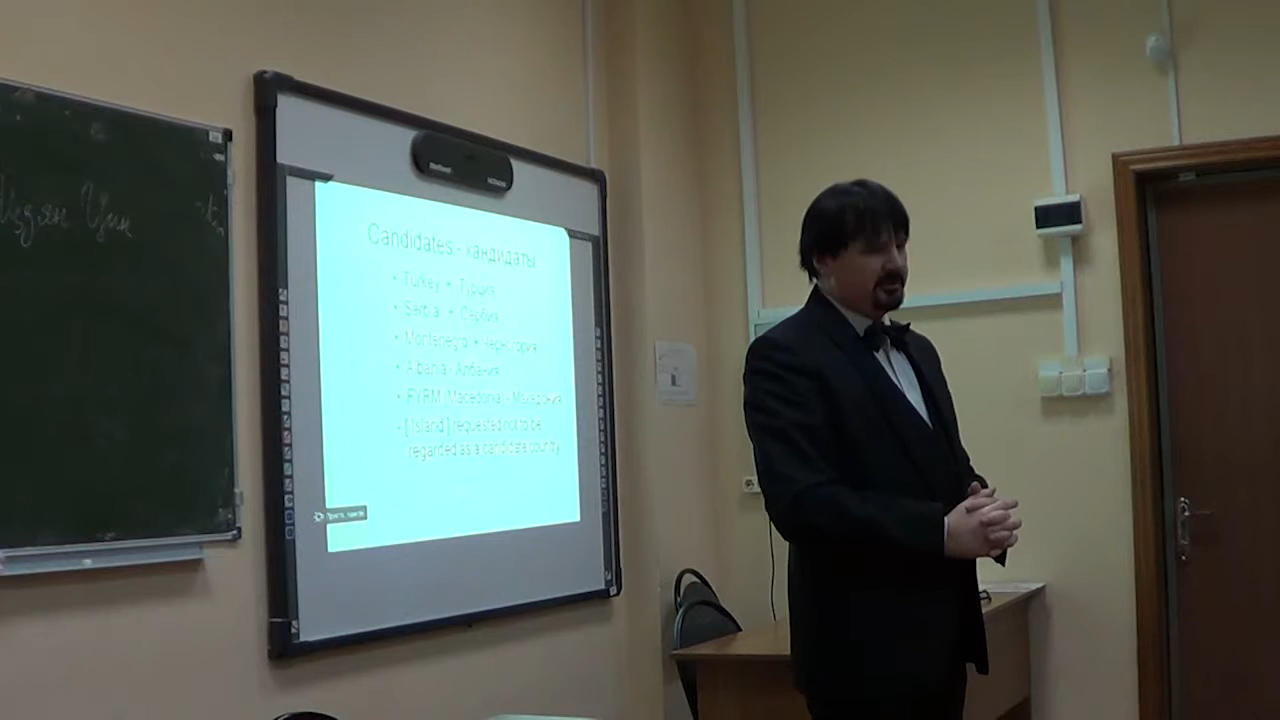 Candidates - кандидаты
• Turkey + Турция
• Serbia + Сербия
• Montenegro + Черногория
• Albania - Албания
• FYRM (Macedonia) - Македония
- [ Island ] requested not to be
regarded as a candidate country